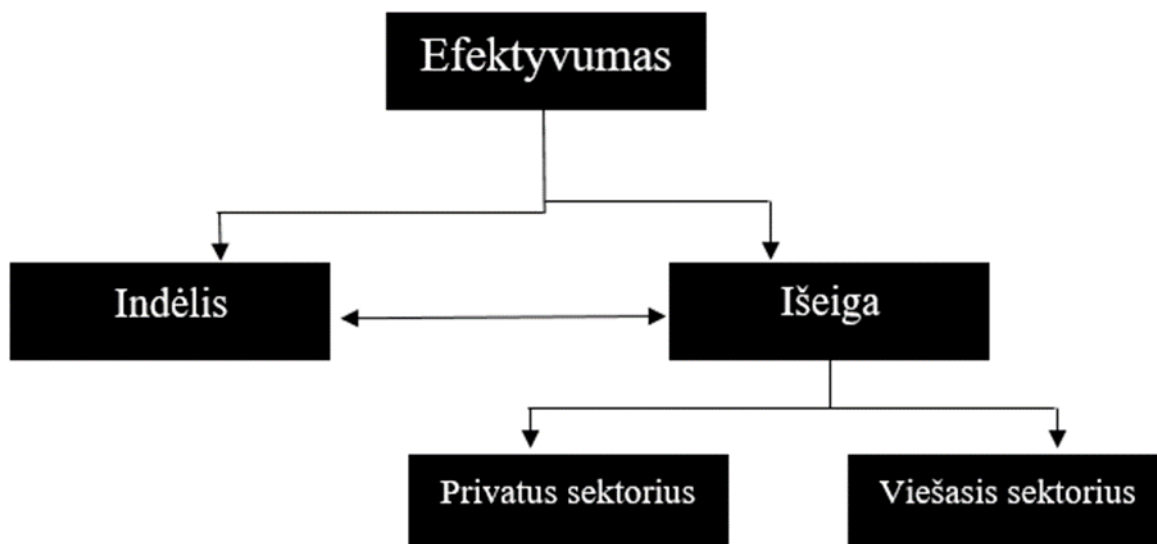 Efektyvumas
Indėlis
Išeiga
Privatus sektorius
Viešasis sektorius